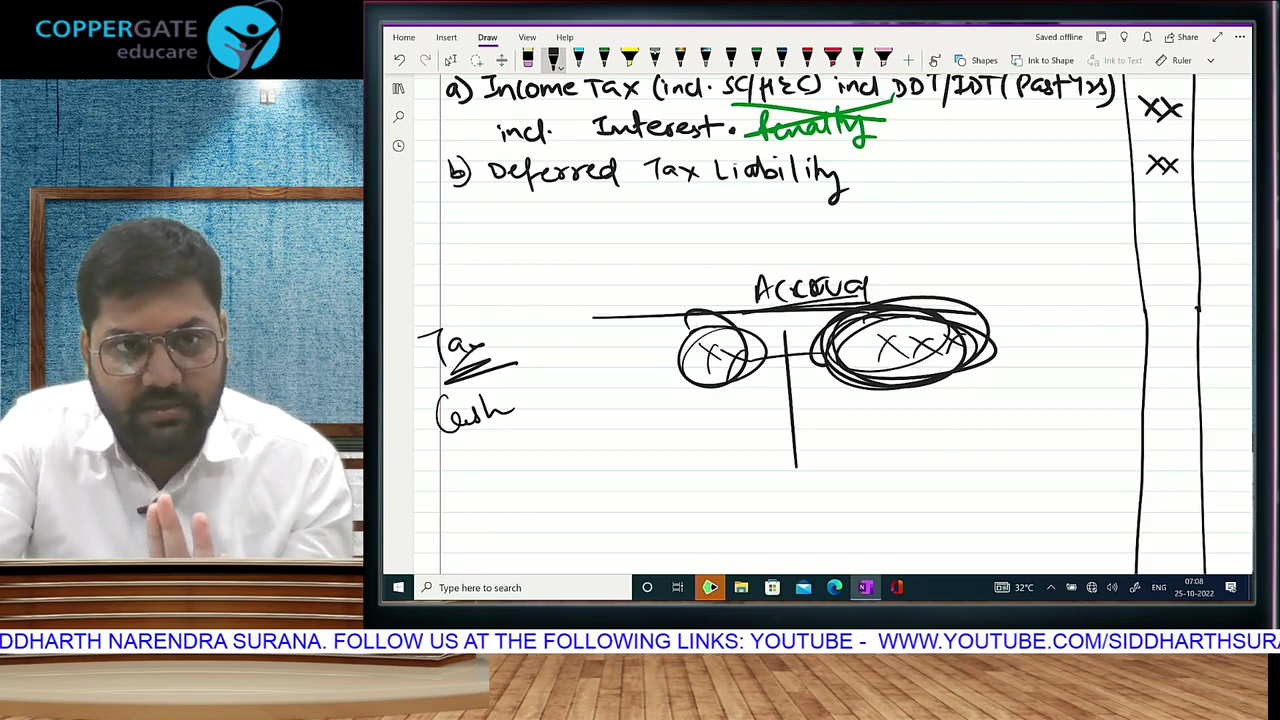 COPPERGATE
educare
Home Insert Draw View Help
Saved offline
Share
Shapes
Ink to Shape
Ink to Text
Ruler
a) Income Tax (incl. SC/HEC) incl DDT/IDT (Past Yrs) XX
incl. Interest. Penalty
b) Deferred Tax Liability XX
Accrual
Tax XX XXX
Cash
Type here to search
32°C
ENG
07:08
25-10-2022
DDHARTH NARENDRA SURANA. FOLLOW US AT THE FOLLOWING LINKS: YOUTUBE - WWW.YOUTUBE.COM/SIDDHARTHSURA